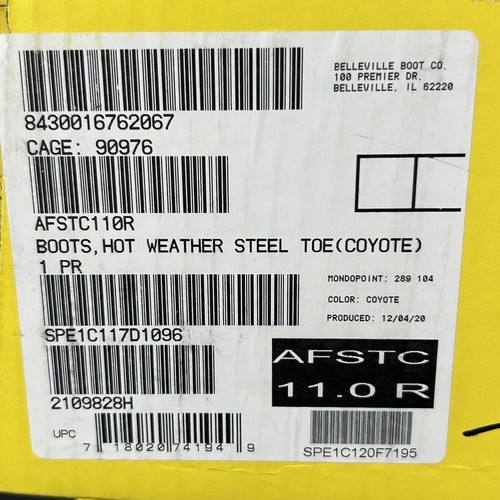 BELLEVILLE BOOT CO.
100 PREMIER DR.
BELLEVILLE, IL 62220
8430016762067
CAGE: 90976
AFSTC110R
BOOTS,HOT WEATHER STEEL TOE(COYOTE)
1 PR
MONDOPOINT: 289 104
COLOR: COYOTE
PRODUCED: 12/04/20
SPE1C117D1096
AFSTC
11.0 R
2109828H
UPC
7 18020 74194 9
SPE1C120F7195